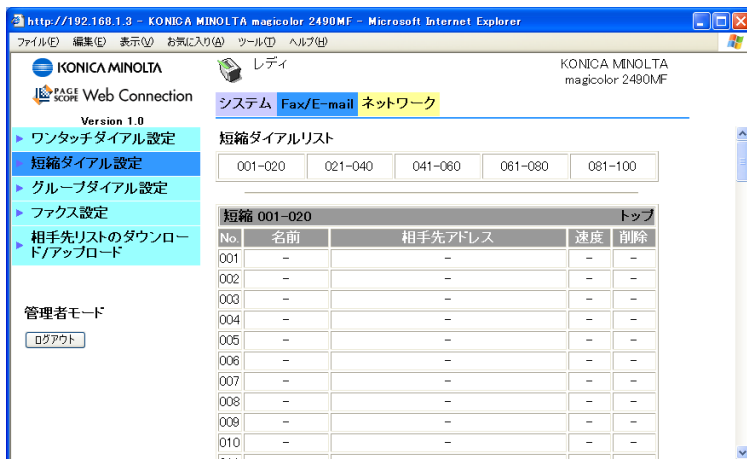 http://192.168.1.3 - KONICA MINOLTA magicolor 2490MF - Microsoft Internet Explorer
ファイル(F) 編集(E) 表示(V) お気に入り(A) ツール(T) ヘルプ(H)
KONICA MINOLTA
レディ
KONICA MINOLTA
magicolor 2490MF
PAGE SCOPE Web Connection
Version 1.0
システム Fax/E-mail ネットワーク
ワンタッチダイアル設定
短縮ダイアル設定
グループダイアル設定
ファクス設定
相手先リストのダウンロー
ド/アップロード
管理者モード
ログアウト
短縮ダイアルリスト
001-020 021-040 041-060 061-080 081-100
短縮 001-020 トップ
No. 名前 相手先アドレス 速度 削除
001 - - - -
002 - - - -
003 - - - -
004 - - - -
005 - - - -
006 - - - -
007 - - - -
008 - - - -
009 - - - -
010 - - - -